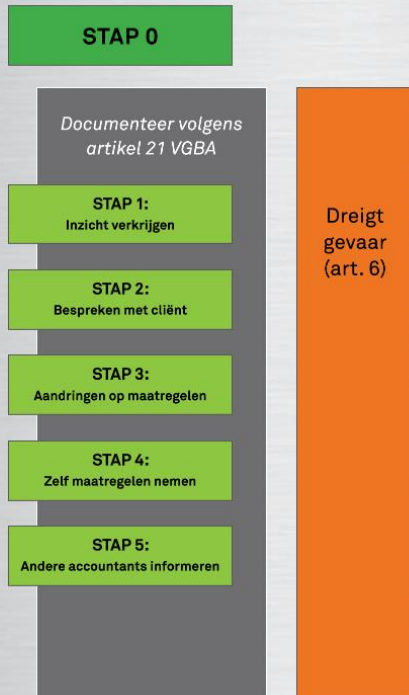 STAP 0
Documenteer volgens
artikel 21 VGBA
STAP 1:
Inzicht verkrijgen
STAP 2:
Bespreken met cliënt
STAP 3:
Aandringen op maatregelen
STAP 4:
Zelf maatregelen nemen
STAP 5:
Andere accountants informeren
Dreigt
gevaar
(art. 6)